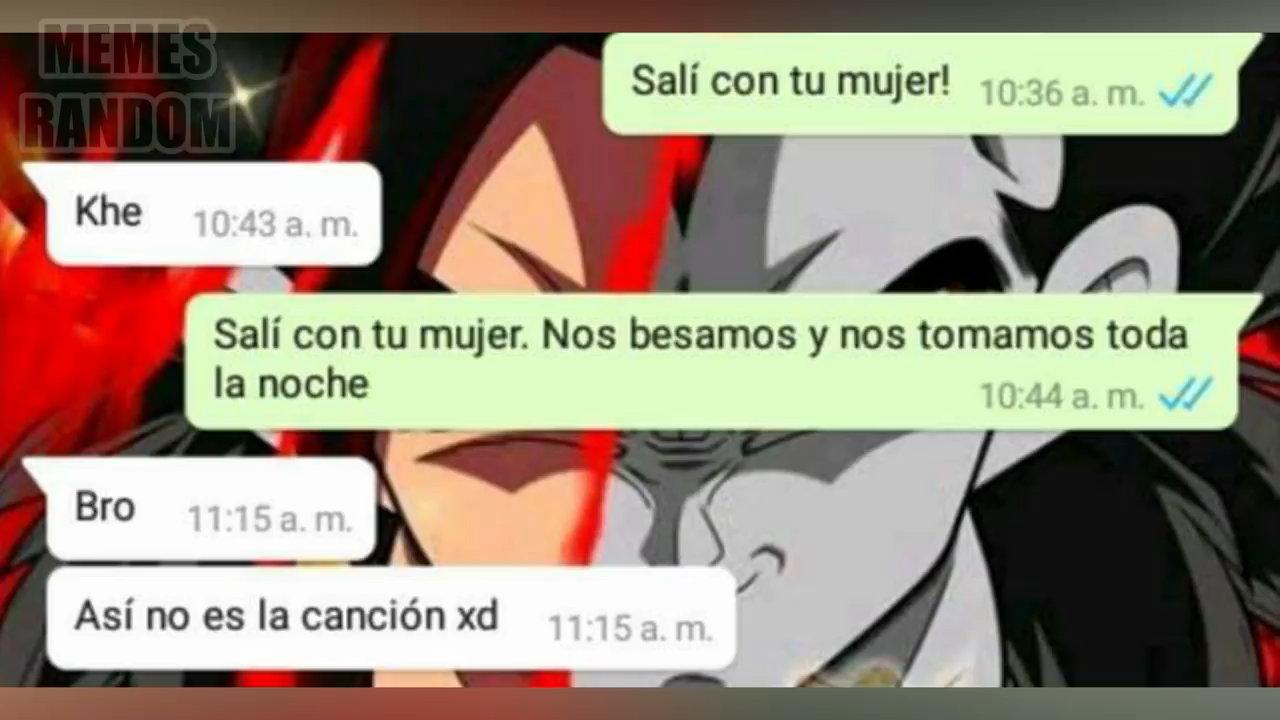 MEMES
RANDOM
Salí con tu mujer! 10:36 a. m.
Khe 10:43 a. m.
Salí con tu mujer. Nos besamos y nos tomamos toda
la noche 10:44 a. m.
Bro 11:15 a. m.
Así no es la canción xd 11:15 a. m.